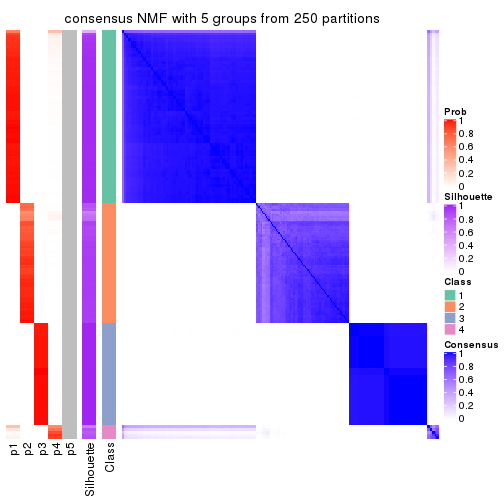 consensus NMF with 5 groups from 250 partitions
Prob
1
0.8
0.6
0.4
0.2
0
Silhouette
1
0.8
0.6
0.4
0.2
0
Class
1
2
3
4
Consensus
1
0.8
0.6
0.4
0.2
0
p1
p2
p3
p4
p5
Silhouette
Class